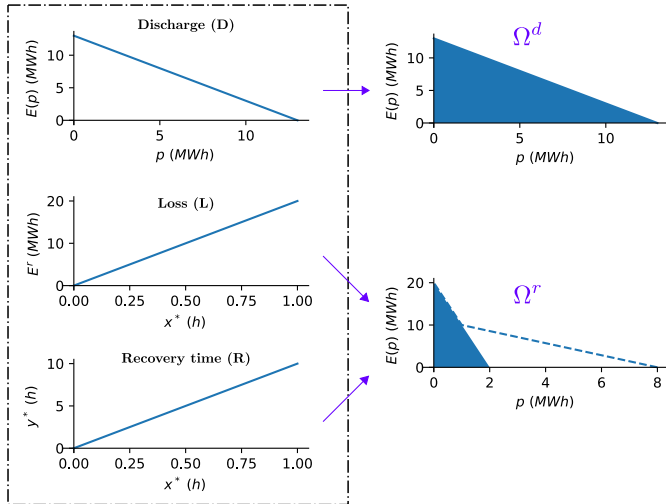 Discharge (D)
E(p) (MWh)
10
5
0
0 5 10
p (MWh)
Ω^d
E(p) (MWh)
10
5
0
0 5 10
p (MWh)
Loss (L)
E^r (MWh)
20
10
0
0.00 0.25 0.50 0.75 1.00
x^* (h)
Recovery time (R)
y^* (h)
10
5
0
0.00 0.25 0.50 0.75 1.00
x^* (h)
Ω^r
E(p) (MWh)
20
10
0
0 2 4 6 8
p (MWh)